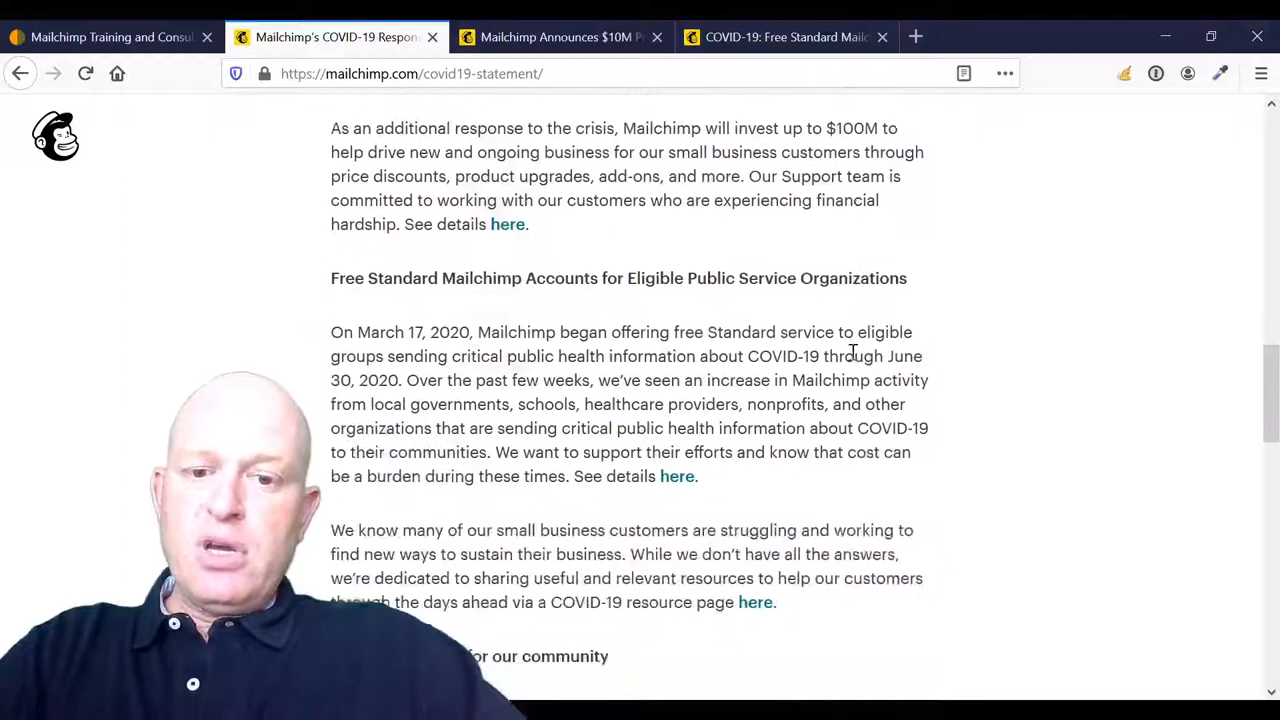 Mailchimp Training and Consul
Mailchimp's COVID-19 Respon
Mailchimp Announces $10M P
COVID-19: Free Standard Mailc
https://mailchimp.com/covid19-statement/
As an additional response to the crisis, Mailchimp will invest up to $100M to
help drive new and ongoing business for our small business customers through
price discounts, product upgrades, add-ons, and more. Our Support team is
committed to working with our customers who are experiencing financial
hardship. See details here.
Free Standard Mailchimp Accounts for Eligible Public Service Organizations
On March 17, 2020, Mailchimp began offering free Standard service to eligible
groups sending critical public health information about COVID-19 through June
30, 2020. Over the past few weeks, we've seen an increase in Mailchimp activity
from local governments, schools, healthcare providers, nonprofits, and other
organizations that are sending critical public health information about COVID-19
to their communities. We want to support their efforts and know that cost can
be a burden during these times. See details here.
We know many of our small business customers are struggling and working to
find new ways to sustain their business. While we don't have all the answers,
we're dedicated to sharing useful and relevant resources to help our customers
through the days ahead via a COVID-19 resource page here.
for our community